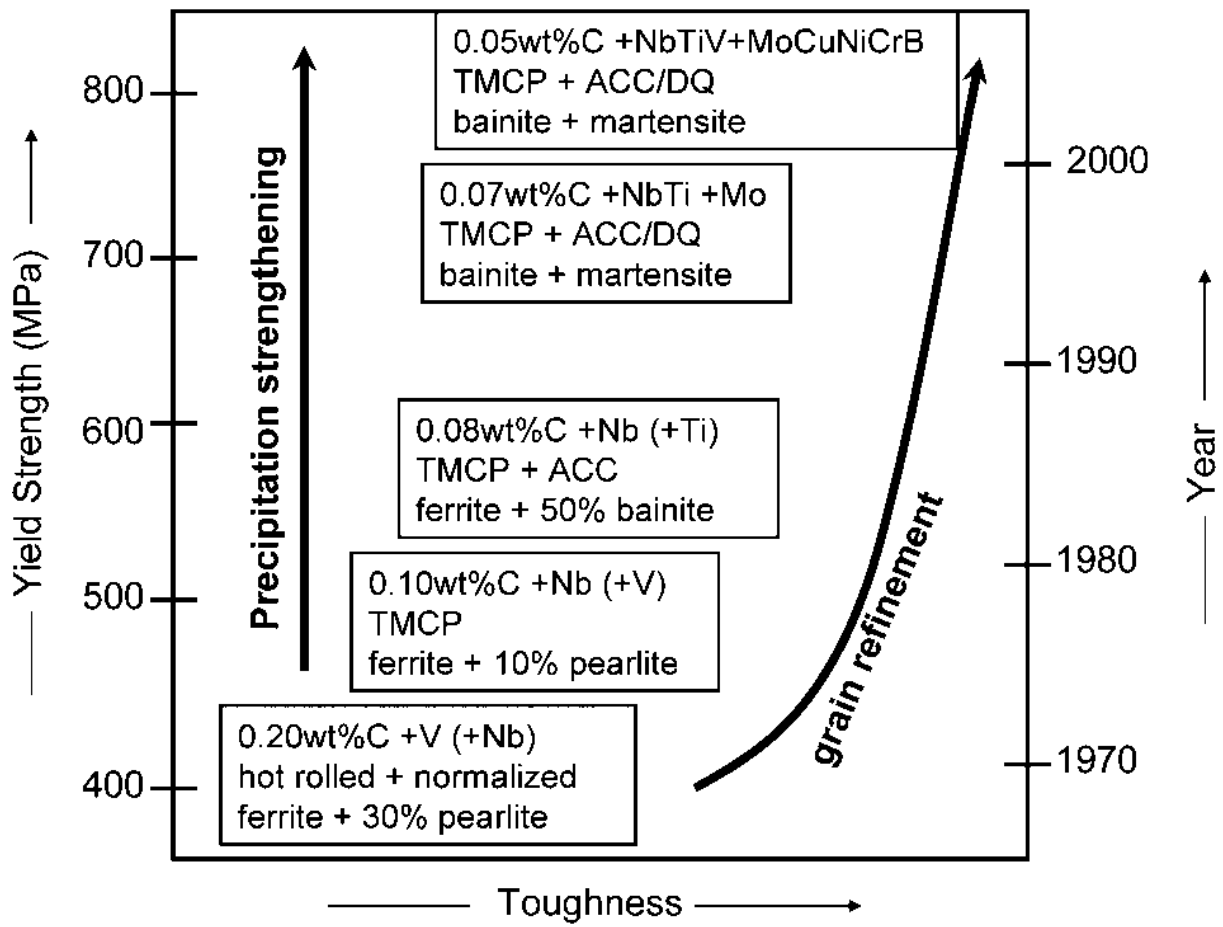 0.05wt%C +NbTiV+MoCuNiCrB
TMCP + ACC/DQ
bainite + martensite
0.07wt%C +NbTi +Mo
TMCP + ACC/DQ
bainite + martensite
0.08wt%C +Nb (+Ti)
TMCP + ACC
ferrite + 50% bainite
0.10wt%C +Nb (+V)
TMCP
ferrite + 10% pearlite
0.20wt%C +V (+Nb)
hot rolled + normalized
ferrite + 30% pearlite
Precipitation strengthening
grain refinement
Yield Strength (MPa)
800
700
600
500
400
2000
1990
1980
1970
Year
Toughness